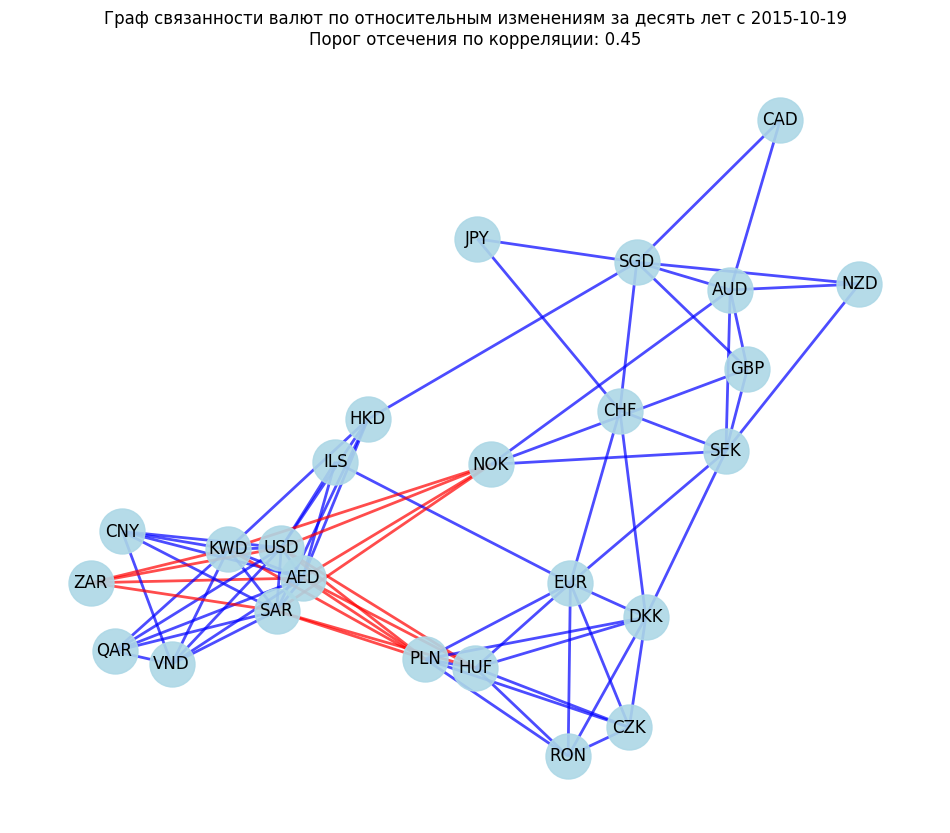 Граф связанности валют по относительным изменениям за десять лет с 2015-10-19
Порог отсечения по корреляции: 0.45
CAD
JPY
SGD
AUD
NZD
GBP
CHF
HKD
SEK
ILS
NOK
CNY
KWD
USD
ZAR
AED
EUR
SAR
DKK
QAR
VND
PLN
HUF
CZK
RON